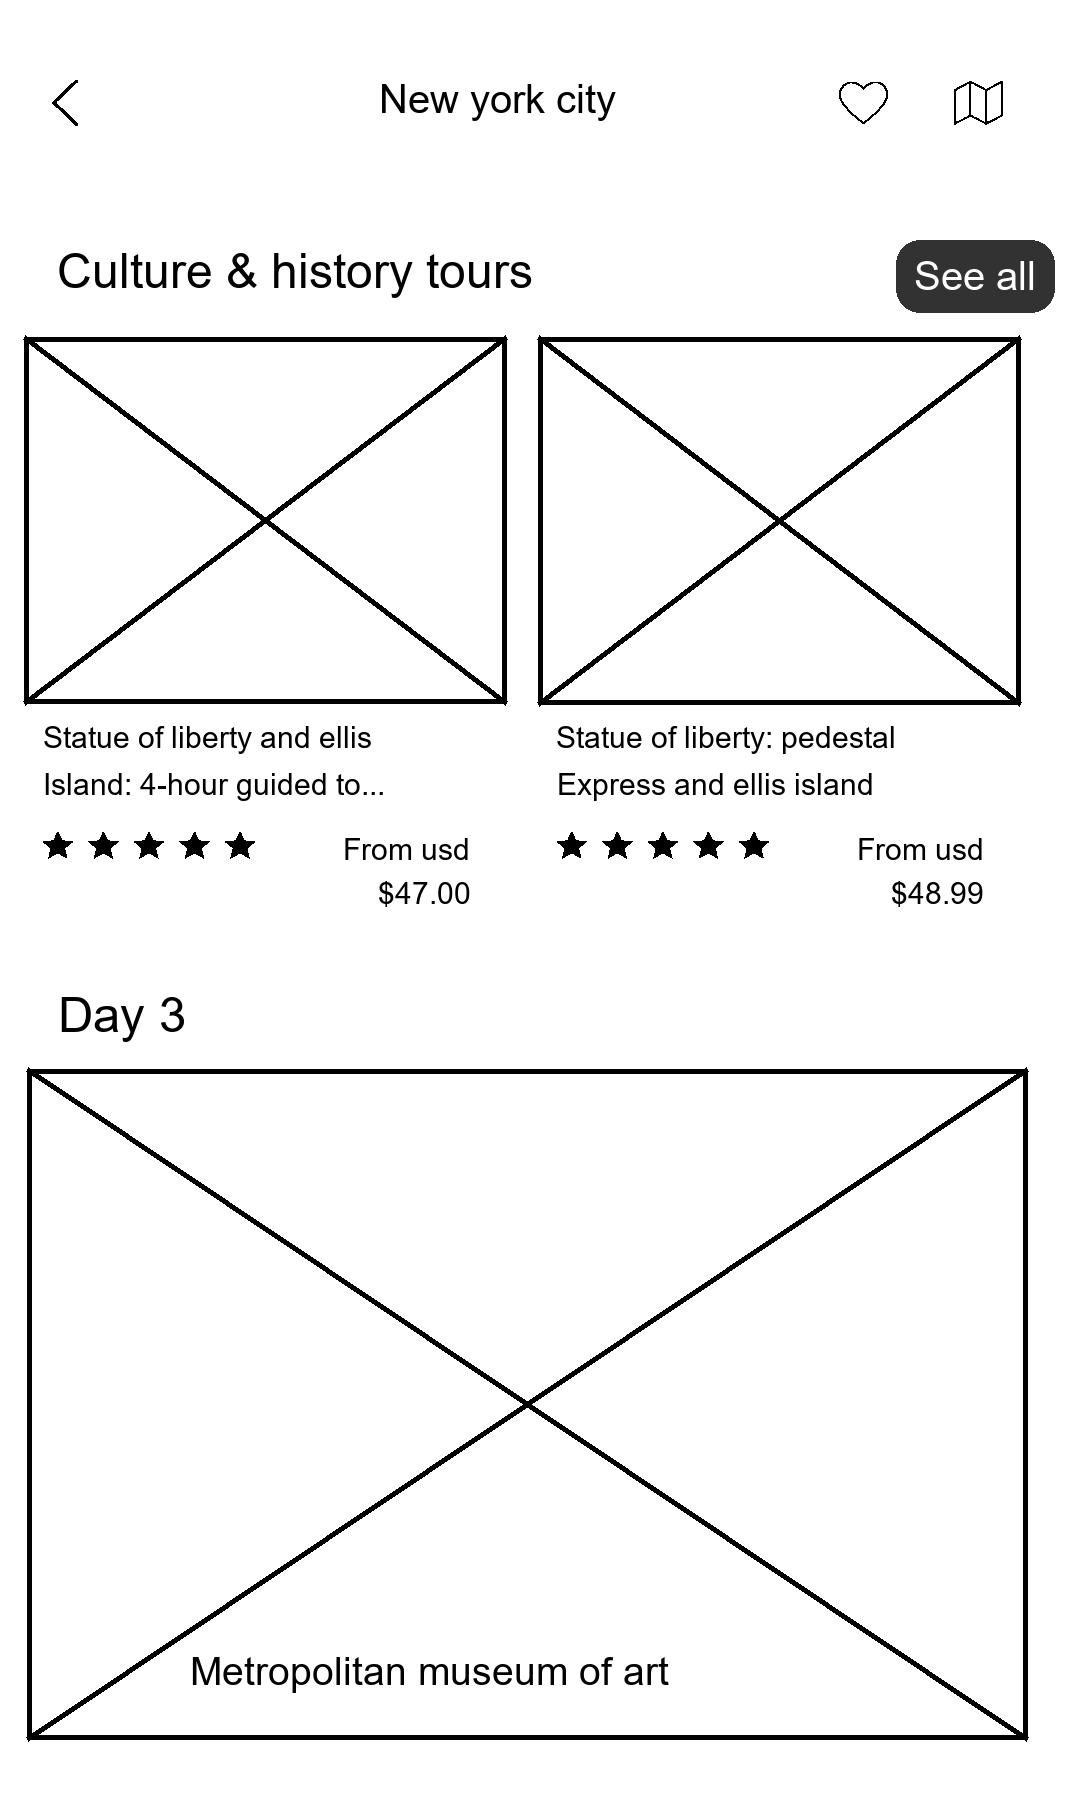 New york city
Culture & history tours
See all
Statue of liberty and ellis
Island: 4-hour guided to...
From usd
$47.00
Statue of liberty: pedestal
Express and ellis island
From usd
$48.99
Day 3
Metropolitan museum of art